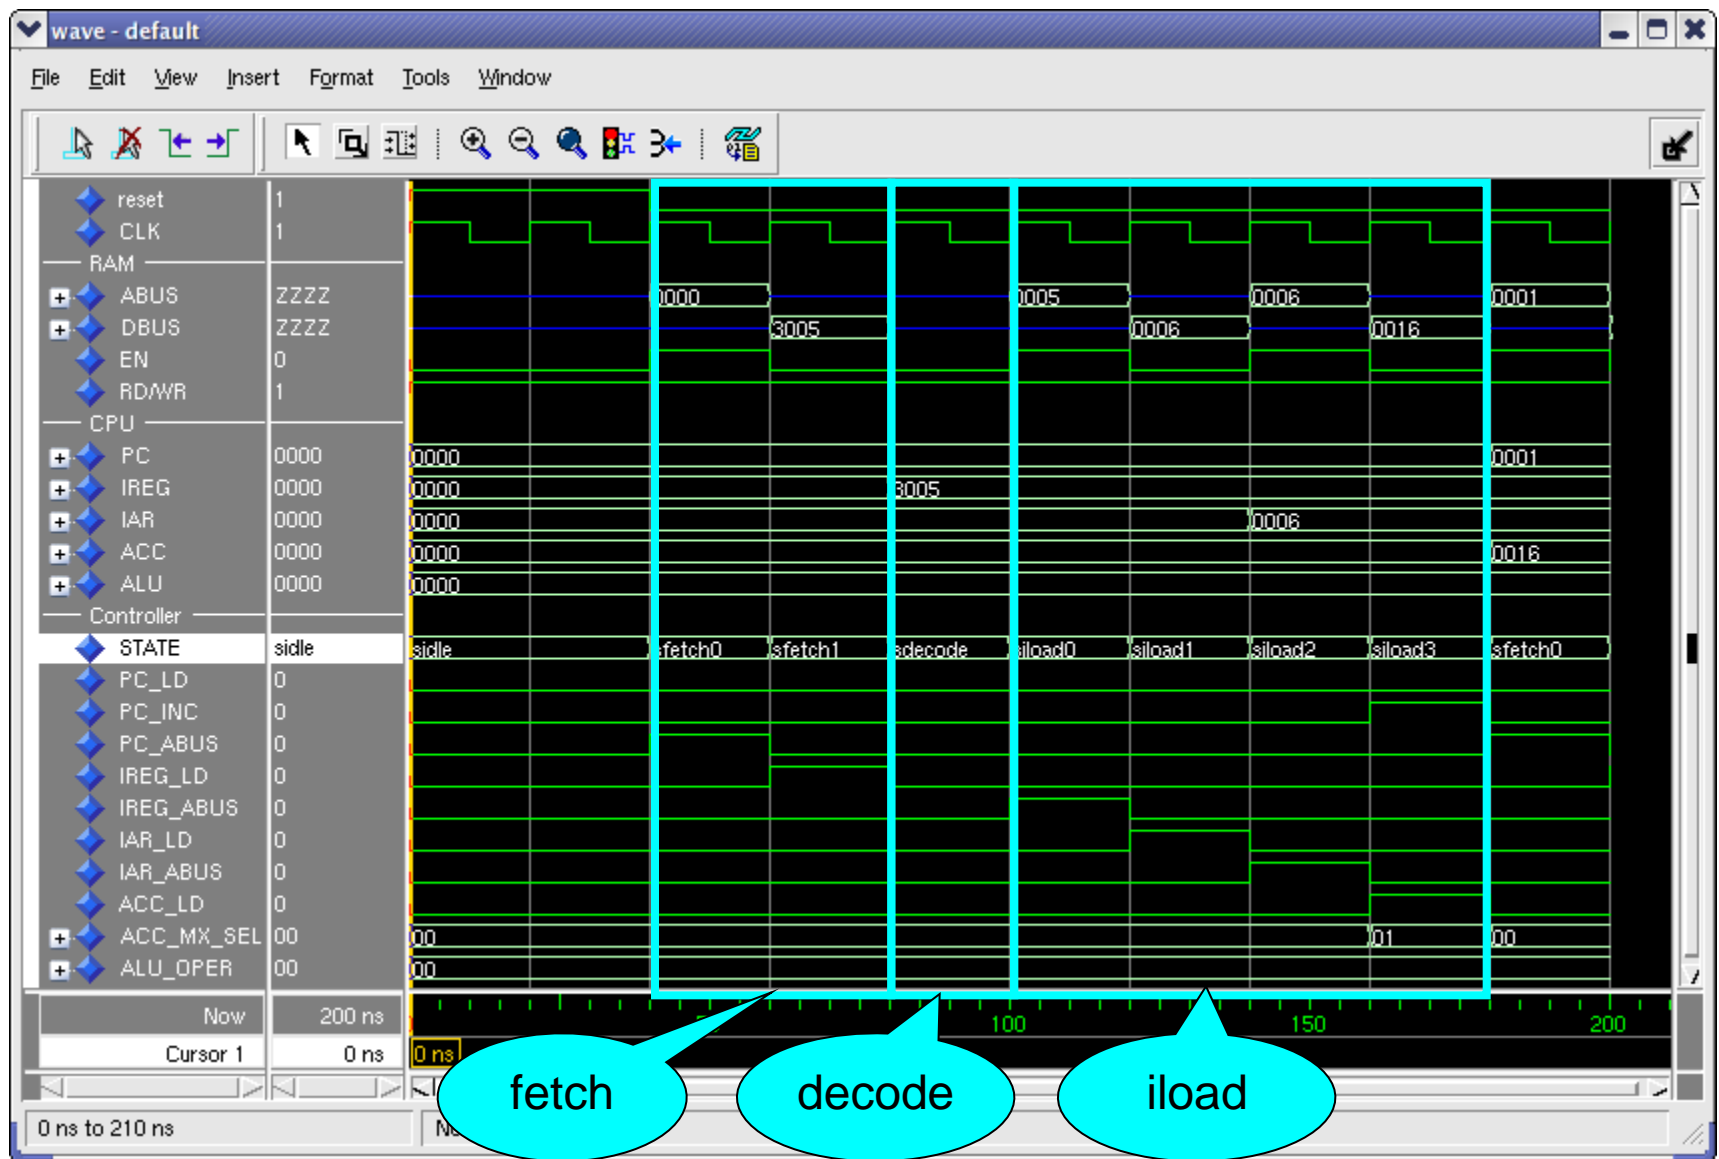 wave - default
File Edit View Insert Format Tools Window
reset 1
CLK 1
RAM
ABUS ZZZZ 0000 0005 0006 0001
DBUS ZZZZ 3005 0006 0016
EN 0
RD/WR 1
CPU
PC 0000 0000 0001
IREG 0000 0000 3005
IAR 0000 0000 0006
ACC 0000 0000 0016
ALU 0000 0000
Controller
STATE sidle sidle sfetch0 sfetch1 sdecode siload0 siload1 siload2 siload3 sfetch0
PC_LD 0
PC_INC 0
PC_ABUS 0
IREG_LD 0
IREG_ABUS 0
IAR_LD 0
IAR_ABUS 0
ACC_LD 0
ACC_MX_SEL 00 00 01 00
ALU_OPER 00 00
Now 200 ns 100 150 200
Cursor 1 0 ns 0 ns
fetch decode iload
0 ns to 210 ns